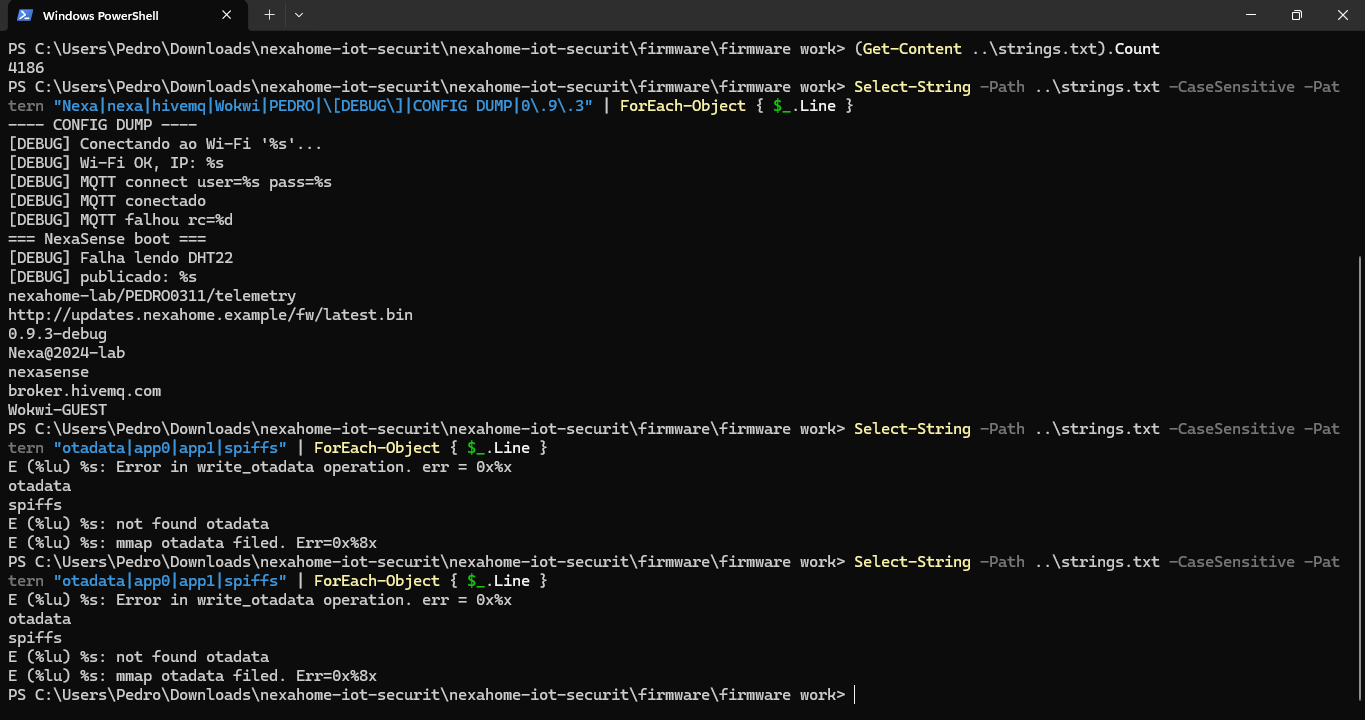 Windows PowerShell
PS C:\Users\Pedro\Downloads\nexahome-iot-securit\nexahome-iot-securit\firmware\firmware work> (Get-Content ..\strings.txt).Count
4186
PS C:\Users\Pedro\Downloads\nexahome-iot-securit\nexahome-iot-securit\firmware\firmware work> Select-String -Path ..\strings.txt -CaseSensitive -Pat
tern "Nexa|nexa|hivemq|Wokwi|PEDRO|\[DEBUG\]|CONFIG DUMP|0\.9\.3" | ForEach-Object { $_.Line }
---- CONFIG DUMP ----
[DEBUG] Conectando ao Wi-Fi '%s'...
[DEBUG] Wi-Fi OK, IP: %s
[DEBUG] MQTT connect user=%s pass=%s
[DEBUG] MQTT conectado
[DEBUG] MQTT falhou rc=%d
=== NexaSense boot ===
[DEBUG] Falha lendo DHT22
[DEBUG] publicado: %s
nexahome-lab/PEDRO0311/telemetry
http://updates.nexahome.example/fw/latest.bin
0.9.3-debug
Nexa@2024-lab
nexasense
broker.hivemq.com
Wokwi-GUEST
PS C:\Users\Pedro\Downloads\nexahome-iot-securit\nexahome-iot-securit\firmware\firmware work> Select-String -Path ..\strings.txt -CaseSensitive -Pat
tern "otadata|app0|app1|spiffs" | ForEach-Object { $_.Line }
E (%lu) %s: Error in write_otadata operation. err = 0x%x
otadata
spiffs
E (%lu) %s: not found otadata
E (%lu) %s: mmap otadata filed. Err=0x%8x
PS C:\Users\Pedro\Downloads\nexahome-iot-securit\nexahome-iot-securit\firmware\firmware work> Select-String -Path ..\strings.txt -CaseSensitive -Pat
tern "otadata|app0|app1|spiffs" | ForEach-Object { $_.Line }
E (%lu) %s: Error in write_otadata operation. err = 0x%x
otadata
spiffs
E (%lu) %s: not found otadata
E (%lu) %s: mmap otadata filed. Err=0x%8x
PS C:\Users\Pedro\Downloads\nexahome-iot-securit\nexahome-iot-securit\firmware\firmware work>